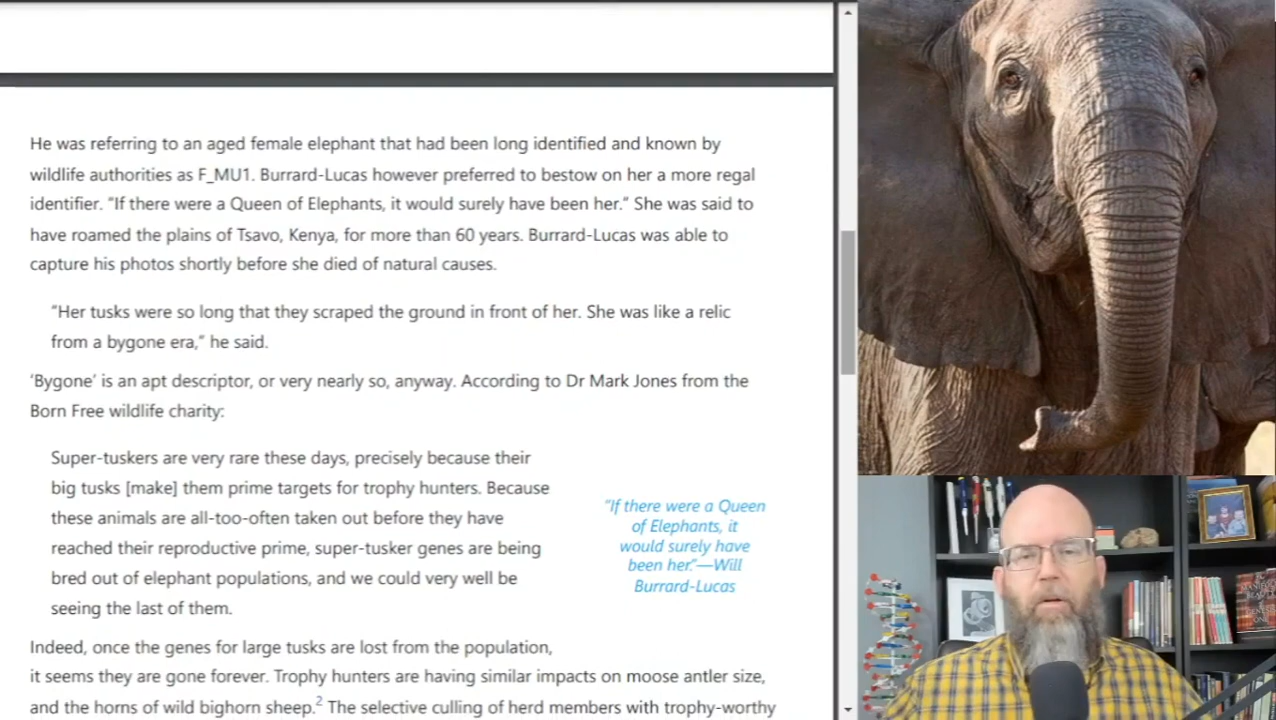 He was referring to an aged female elephant that had been long identified and known by
wildlife authorities as F_MU1. Burrard-Lucas however preferred to bestow on her a more regal
identifier. “If there were a Queen of Elephants, it would surely have been her.” She was said to
have roamed the plains of Tsavo, Kenya, for more than 60 years. Burrard-Lucas was able to
capture his photos shortly before she died of natural causes.
“Her tusks were so long that they scraped the ground in front of her. She was like a relic
from a bygone era,” he said.
‘Bygone’ is an apt descriptor, or very nearly so, anyway. According to Dr Mark Jones from the
Born Free wildlife charity:
Super-tuskers are very rare these days, precisely because their
big tusks [make] them prime targets for trophy hunters. Because
these animals are all-too-often taken out before they have
reached their reproductive prime, super-tusker genes are being
bred out of elephant populations, and we could very well be
seeing the last of them.
“If there were a Queen
of Elephants, it
would surely have
been her.”—Will
Burrard-Lucas
Indeed, once the genes for large tusks are lost from the population,
it seems they are gone forever. Trophy hunters are having similar impacts on moose antler size,
and the horns of wild bighorn sheep.2 The selective culling of herd members with trophy-worthy